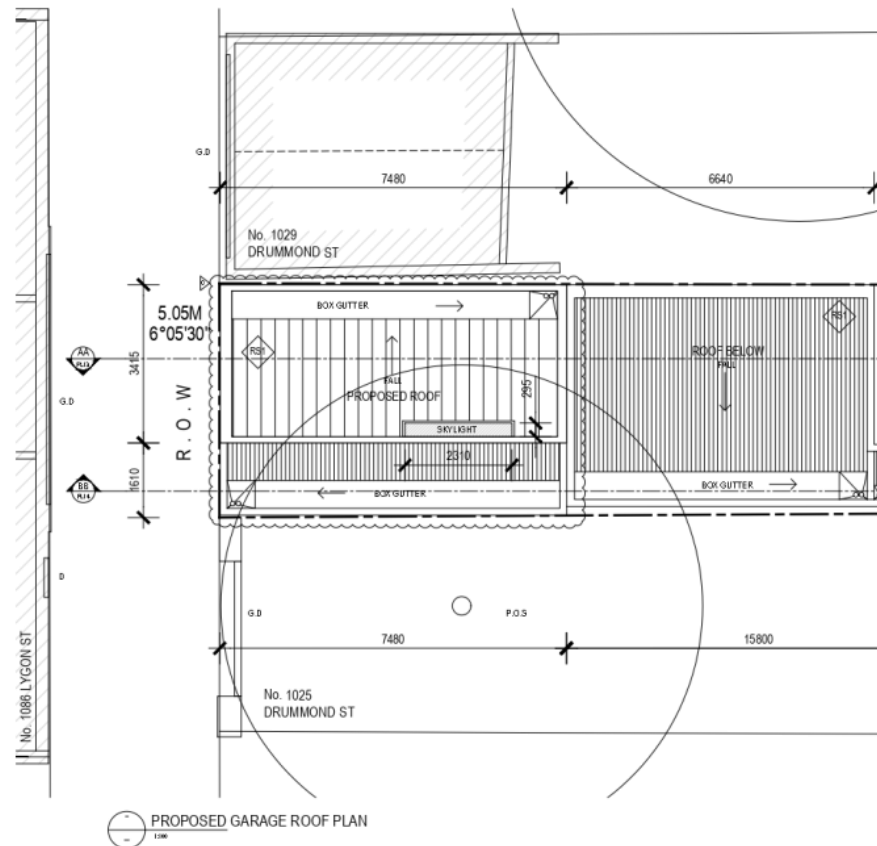 G.D
7480
6640
No. 1029
DRUMMOND ST
5.05M
6°05'30"
BOX GUTTER
RS1
RS1
ROOF BELOW
FALL
AA
3415
FALL
PROPOSED ROOF
295
G.D
R.O.W
SKYLIGHT
2310
BB
1610
BOX GUTTER
BOX GUTTER
D
G.D
P.O.S
7480
15800
No. 1086 LYGON ST
No. 1025
DRUMMOND ST
PROPOSED GARAGE ROOF PLAN